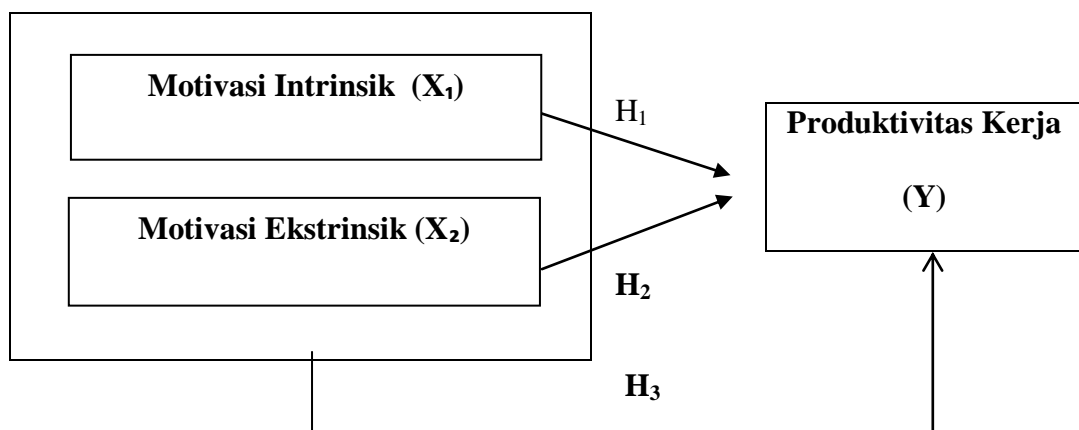 Motivasi Intrinsik (X₁)
H₁
Produktivitas Kerja
(Y)
Motivasi Ekstrinsik (X₂)
H₂
H₃